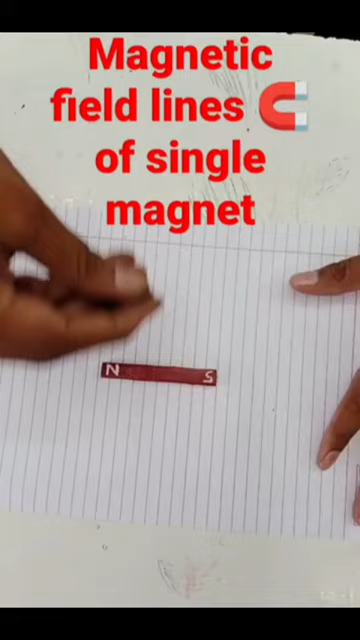 Magnetic
field lines 🧲
of single
magnet
N S